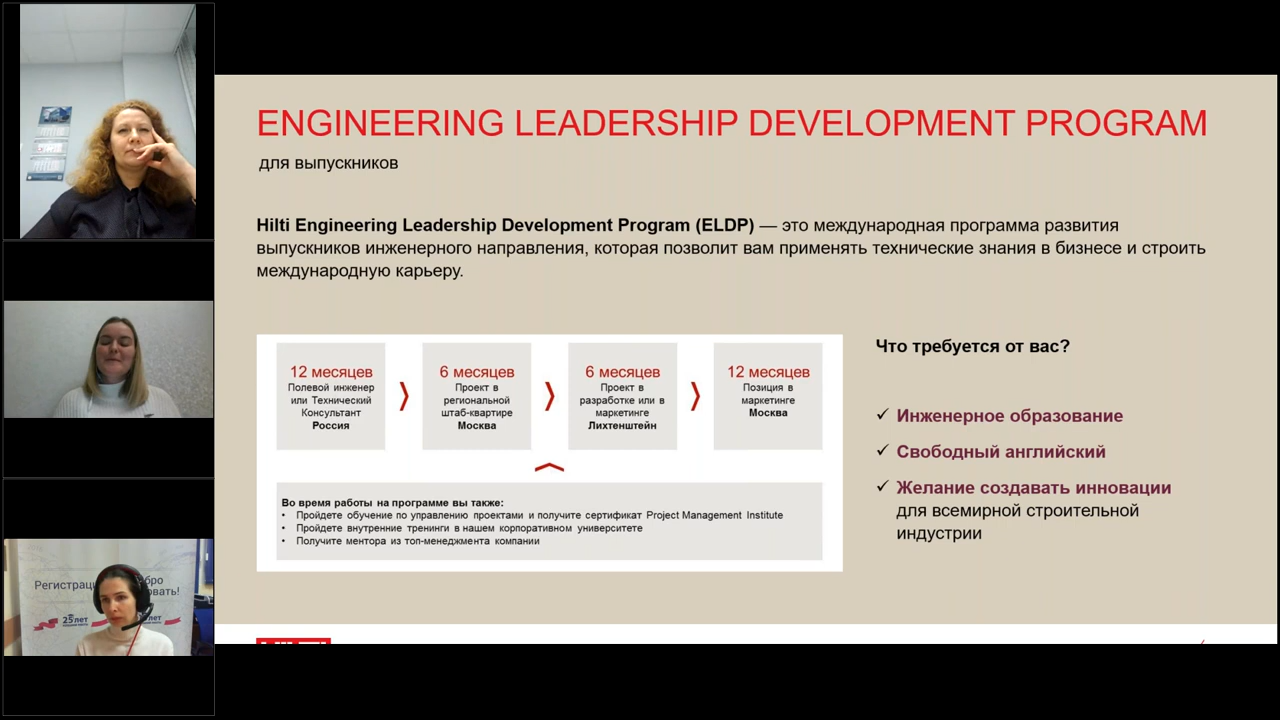 ENGINEERING LEADERSHIP DEVELOPMENT PROGRAM
для выпускников
Hilti Engineering Leadership Development Program (ELDP) — это международная программа развития
выпускников инженерного направления, которая позволит вам применять технические знания в бизнесе и строить
международную карьеру.
12 месяцев
Полевой инженер
или Технический
Консультант
Россия
6 месяцев
Проект в
региональной
штаб-квартире
Москва
6 месяцев
Проект в
разработке или в
маркетинге
Лихтенштейн
12 месяцев
Позиция в
маркетинге
Москва
Во время работы на программе вы также:
• Пройдете обучение по управлению проектами и получите сертификат Project Management Institute
• Пройдете внутренние тренинги в нашем корпоративном университете
• Получите ментора из топ-менеджмента компании
Что требуется от вас?
✓ Инженерное образование
✓ Свободный английский
✓ Желание создавать инновации
для всемирной строительной
индустрии
25 лет